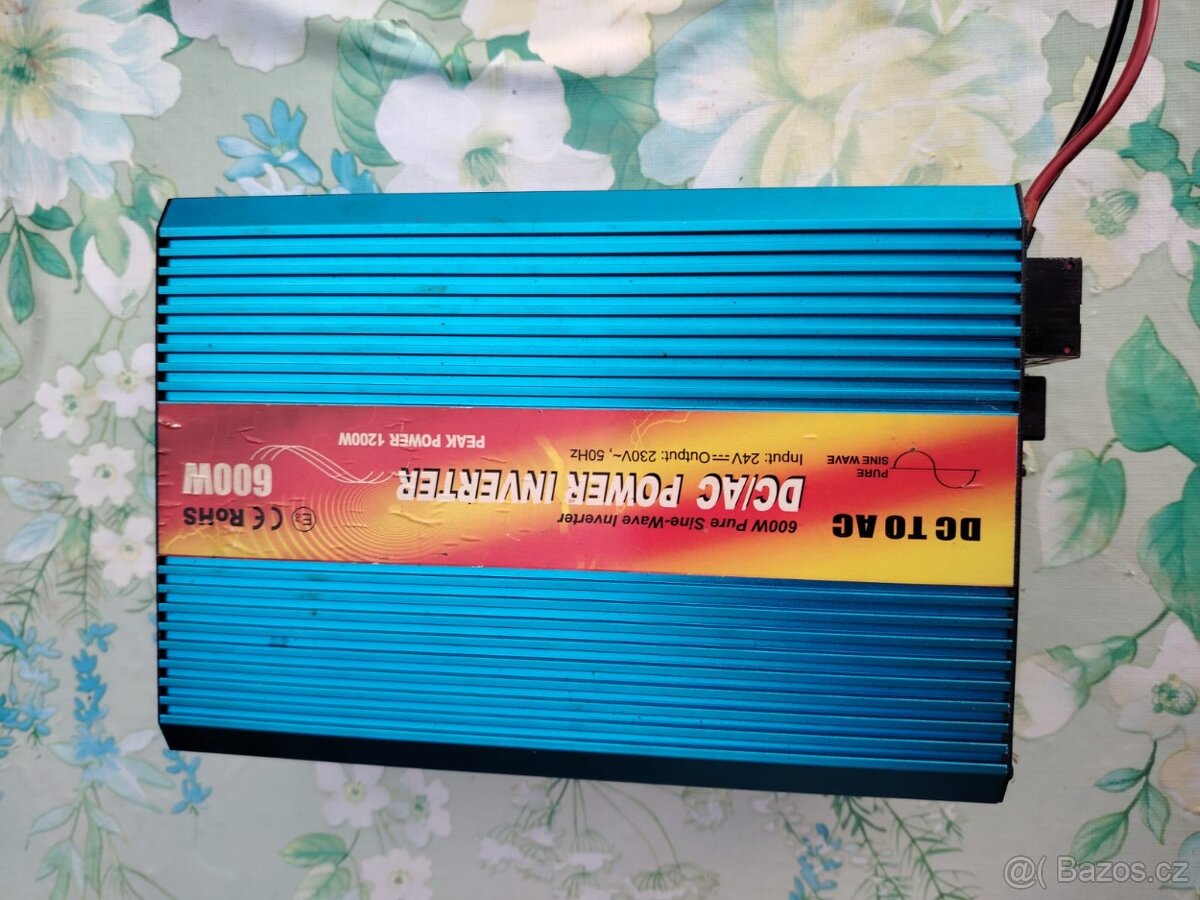 DC TO AC
600W Pure Sine-Wave Inverter
DC/AC POWER INVERTER
Input: 24V⎓Output: 230V~, 50Hz
PURE
SINE WAVE
CE RoHS
600W
PEAK POWER 1200W
@( Bazos.cz